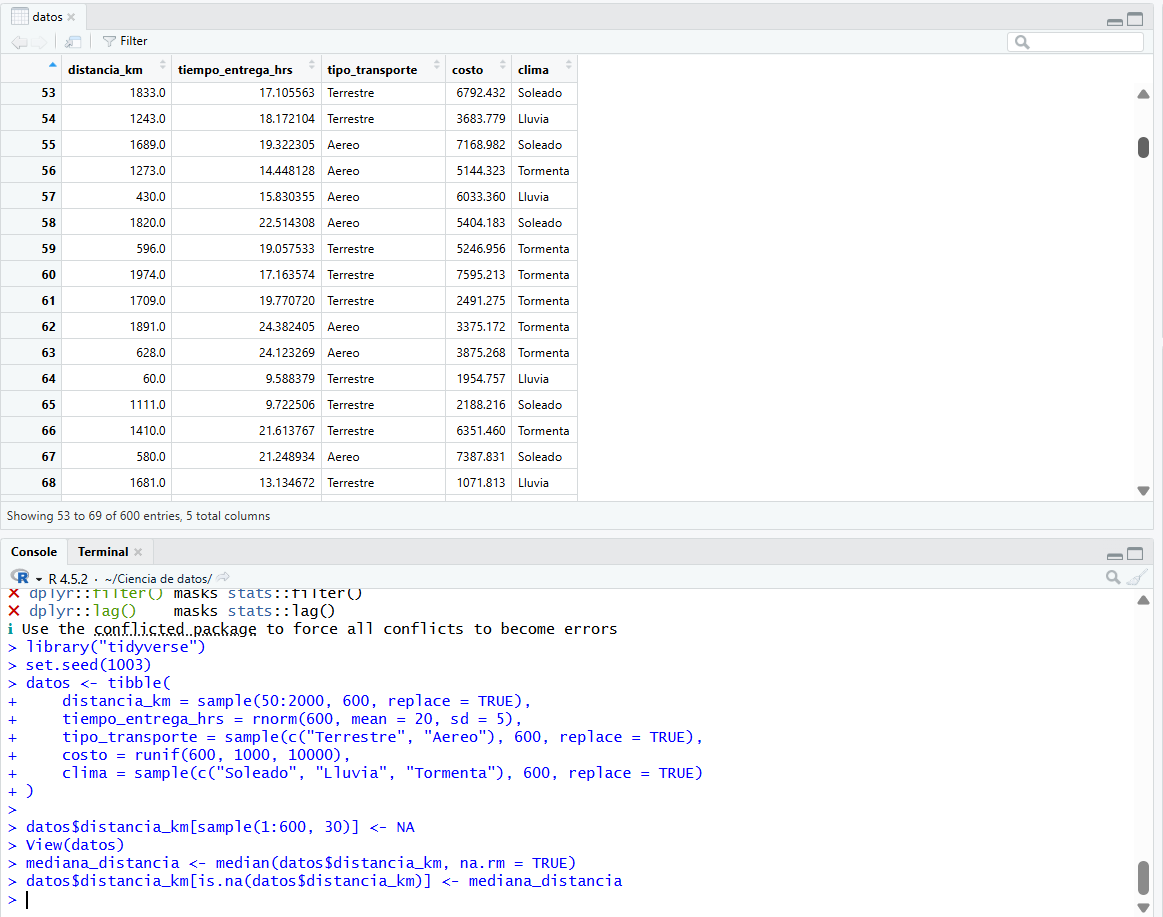 datos
Filter
distancia_km tiempo_entrega_hrs tipo_transporte costo clima
53 1833.0 17.105563 Terrestre 6792.432 Soleado
54 1243.0 18.172104 Terrestre 3683.779 Lluvia
55 1689.0 19.322305 Aereo 7168.982 Soleado
56 1273.0 14.448128 Aereo 5144.323 Tormenta
57 430.0 15.830355 Aereo 6033.360 Lluvia
58 1820.0 22.514308 Aereo 5404.183 Soleado
59 596.0 19.057533 Terrestre 5246.956 Tormenta
60 1974.0 17.163574 Terrestre 7595.213 Tormenta
61 1709.0 19.770720 Terrestre 2491.275 Tormenta
62 1891.0 24.382405 Aereo 3375.172 Tormenta
63 628.0 24.123269 Aereo 3875.268 Tormenta
64 60.0 9.588379 Terrestre 1954.757 Lluvia
65 1111.0 9.722506 Terrestre 2188.216 Soleado
66 1410.0 21.613767 Terrestre 6351.460 Tormenta
67 580.0 21.248934 Aereo 7387.831 Soleado
68 1681.0 13.134672 Terrestre 1071.813 Lluvia
Showing 53 to 69 of 600 entries, 5 total columns
Console Terminal
R R 4.5.2 · ~/Ciencia de datos/
✖ dplyr::filter() masks stats::filter()
✖ dplyr::lag()    masks stats::lag()
ℹ Use the conflicted package to force all conflicts to become errors
> library("tidyverse")
> set.seed(1003)
> datos <- tibble(
+     distancia_km = sample(50:2000, 600, replace = TRUE),
+     tiempo_entrega_hrs = rnorm(600, mean = 20, sd = 5),
+     tipo_transporte = sample(c("Terrestre", "Aereo"), 600, replace = TRUE),
+     costo = runif(600, 1000, 10000),
+     clima = sample(c("Soleado", "Lluvia", "Tormenta"), 600, replace = TRUE)
+ )
>
> datos$distancia_km[sample(1:600, 30)] <- NA
> View(datos)
> mediana_distancia <- median(datos$distancia_km, na.rm = TRUE)
> datos$distancia_km[is.na(datos$distancia_km)] <- mediana_distancia
>